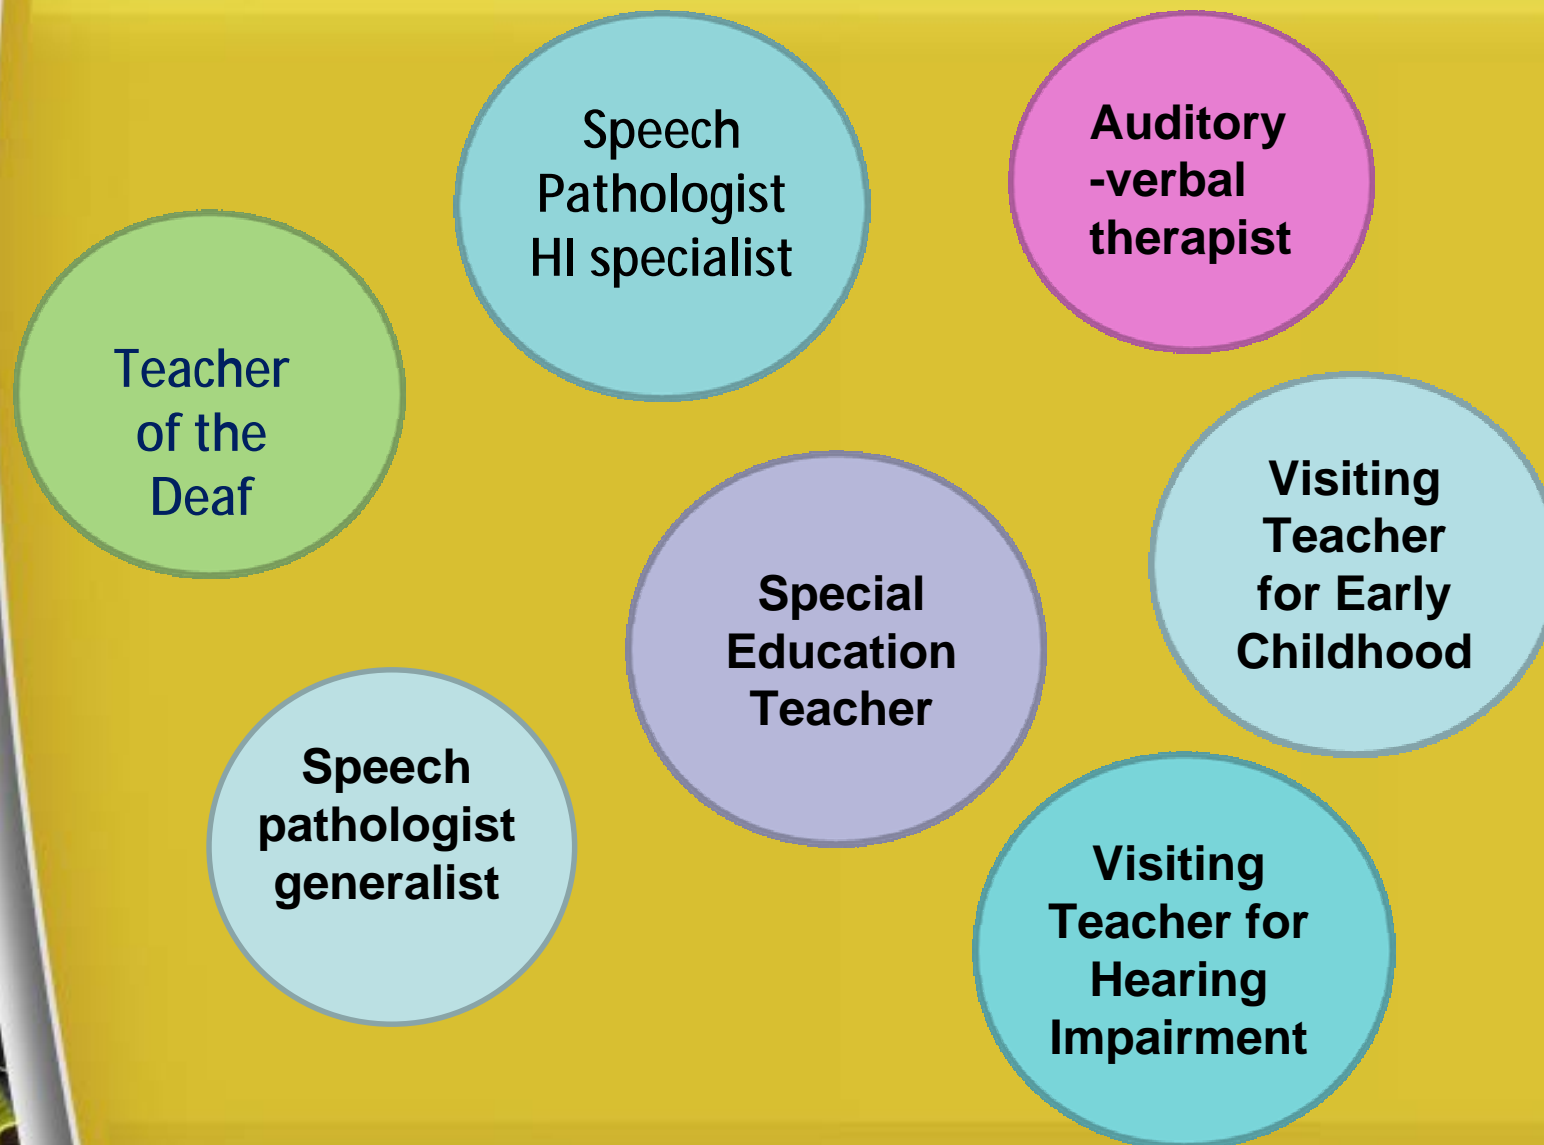 Speech
Pathologist
HI specialist
Auditory
-verbal
therapist
Teacher
of the
Deaf
Visiting
Teacher
for Early
Childhood
Special
Education
Teacher
Speech
pathologist
generalist
Visiting
Teacher for
Hearing
Impairment